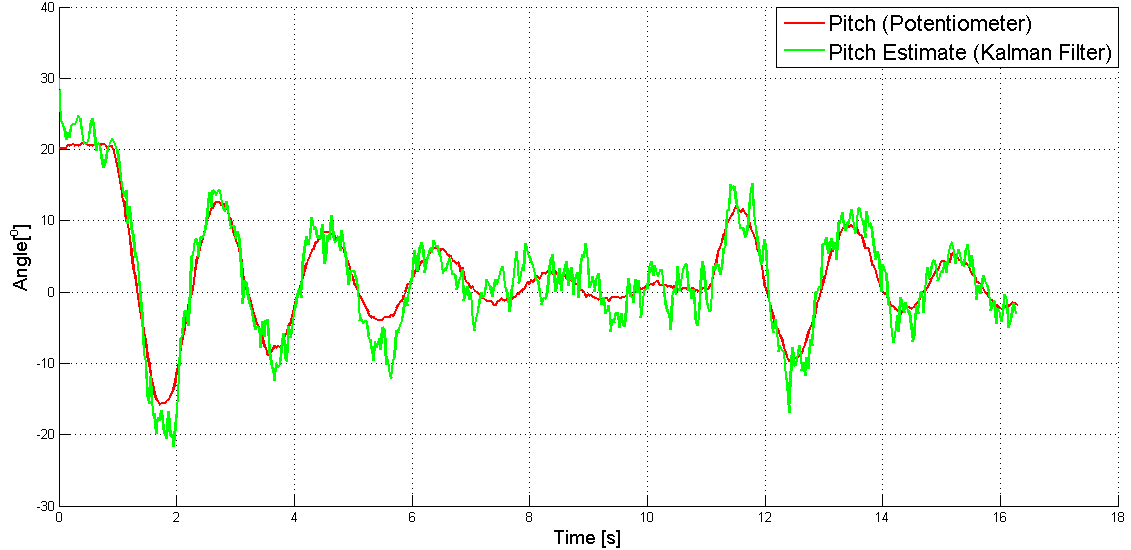 Pitch (Potentiometer)
Pitch Estimate (Kalman Filter)
40
30
20
10
0
-10
-20
-30
Angle[⁰]
0 2 4 6 8 10 12 14 16 18
Time [s]